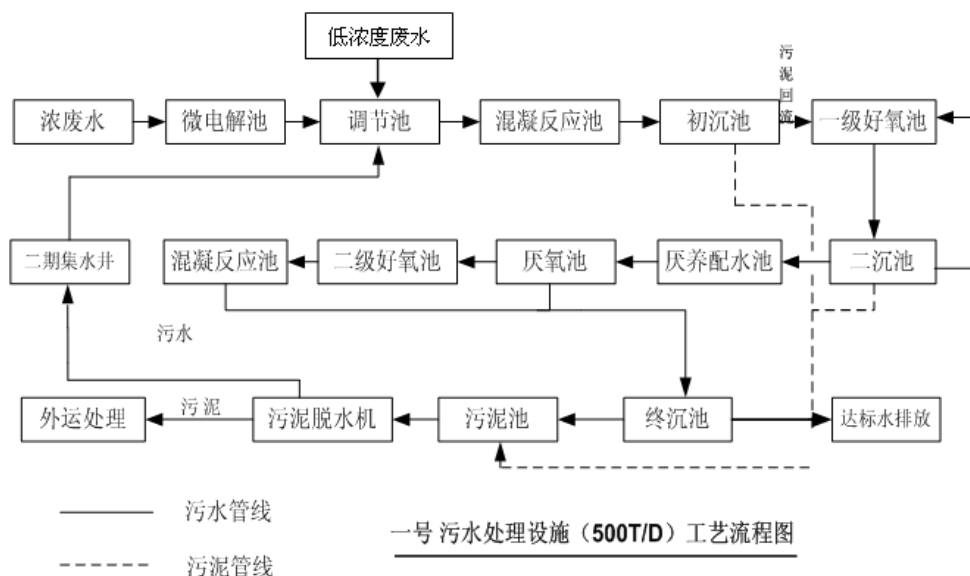 低浓度废水
污泥回流
浓废水
微电解池
调节池
混凝反应池
初沉池
一级好氧池
二期集水井
混凝反应池
二级好氧池
厌氧池
厌养配水池
二沉池
污水
外运处理
污泥
污泥脱水机
污泥池
终沉池
达标水排放
污水管线
一号 污水处理设施（500T/D）工艺流程图
污泥管线